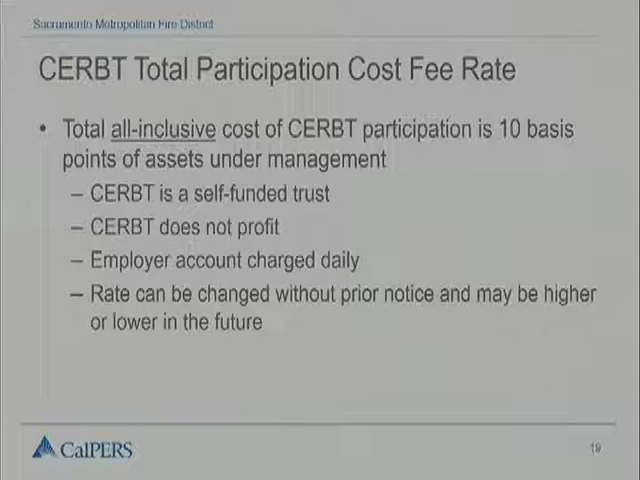 Sacramento Metropolitan Fire District
CERBT Total Participation Cost Fee Rate
• Total all-inclusive cost of CERBT participation is 10 basis
points of assets under management
– CERBT is a self-funded trust
– CERBT does not profit
– Employer account charged daily
– Rate can be changed without prior notice and may be higher
or lower in the future
CalPERS
19